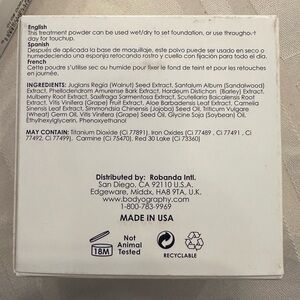 English
This treatment powder can be used wet/dry to set foundation, or use througho-t
day for touchup.
Spanish
Después de aplicada la base de maquillaje, este polvo puede ser usado en seco o
humedeciendo una esponja retocando rostro y cuello con fijación para todo el dia.
French
Cette poudre s'utilise sec ou humide pour fixer le fond de teint et pour les retouches
en journée.
INGREDIENTS: Juglans Regia (Walnut) Seed Extract, Santalum Album (Sandalwood)
Extract, Phellodendrom Amurense Bark Extract, Hordeum Distichon (Barley) Extract,
Mulberry Root Extract, Saxifraga Sarmentosa Extract, Scutellaria Baicalensis Root
Extract, Vitis Vinifera (Grape) Fruit Extract, Aloe Barbadensis Leaf Extract, Camellia
Sinensis Leaf Extract, Simmondsia Chinensis (Jojoba) Seed Oil, Triticum Vulgare
(Wheat) Germ Oil, Vitis Vinifera (Grape) Seed Oil, Glycine Soja (Soybean) Oil,
Ethylhexylglycerin, Phenoxyethanol
MAY CONTAIN: Titanium Dioxide (CI 77891), Iron Oxides (CI 77489 , CI 77491 , CI
77492, CI 77499), Carmine (CI 75470), Red 30 Lake (CI 73360)
Distributed by: Robanda Intl.
San Diego, CA 92110 U.S.A.
Edgeware, Middx, HA8 9TA, U.K.
www.bodyography.com
1-800-783-9969
MADE IN USA
18M
Not
Animal
Tested
RECYCLABLE